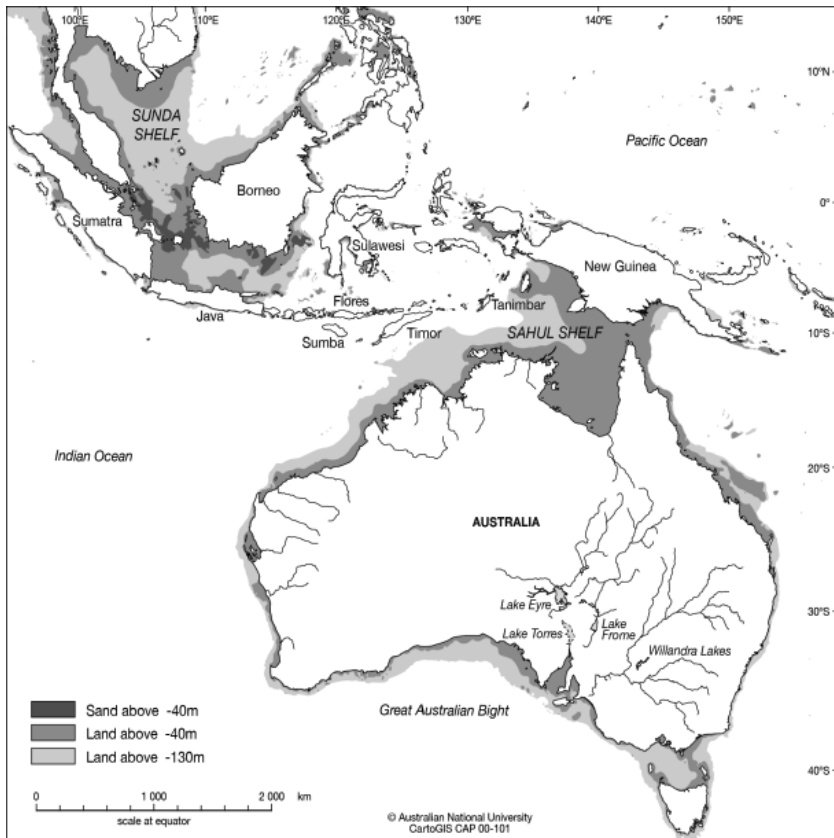 100°E
110°E
120°E
130°E
140°E
150°E
10°N
SUNDA
SHELF
Pacific Ocean
Borneo
0°
Sumatra
Sulawesi
New Guinea
Flores
Tanimbar
Java
SAHUL SHELF
10°S
Sumba
Timor
Indian Ocean
20°S
AUSTRALIA
Lake Eyre
30°S
Lake Torres
Lake
Frome
Willandra Lakes
Sand above -40m
Land above -40m
Land above -130m
Great Australian Bight
40°S
0 1 000 2 000 km
scale at equator
© Australian National University
CartoGIS CAP 00-101